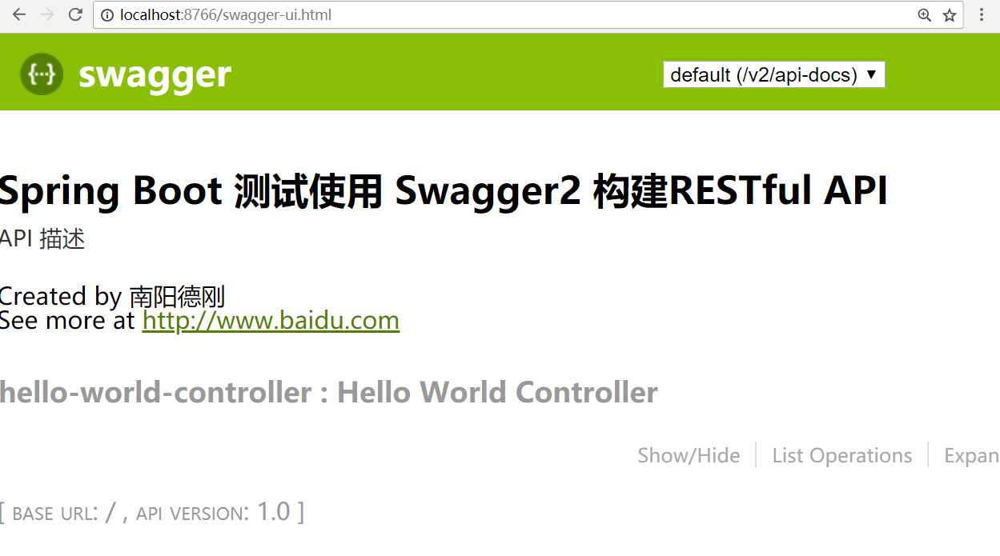 localhost:8766/swagger-ui.html
{···} swagger
default (/v2/api-docs) ▼
Spring Boot 测试使用 Swagger2 构建RESTful API
API 描述
Created by 南阳德刚
See more at http://www.baidu.com
hello-world-controller : Hello World Controller
Show/Hide
List Operations
Expan
[ BASE URL: / , API VERSION: 1.0 ]